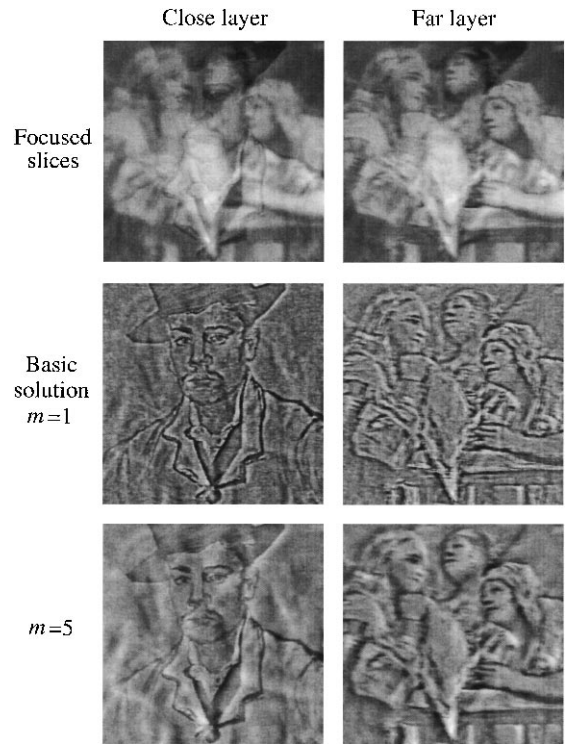 Close layer
Far layer
Focused
slices
Basic
solution
m=1
m=5